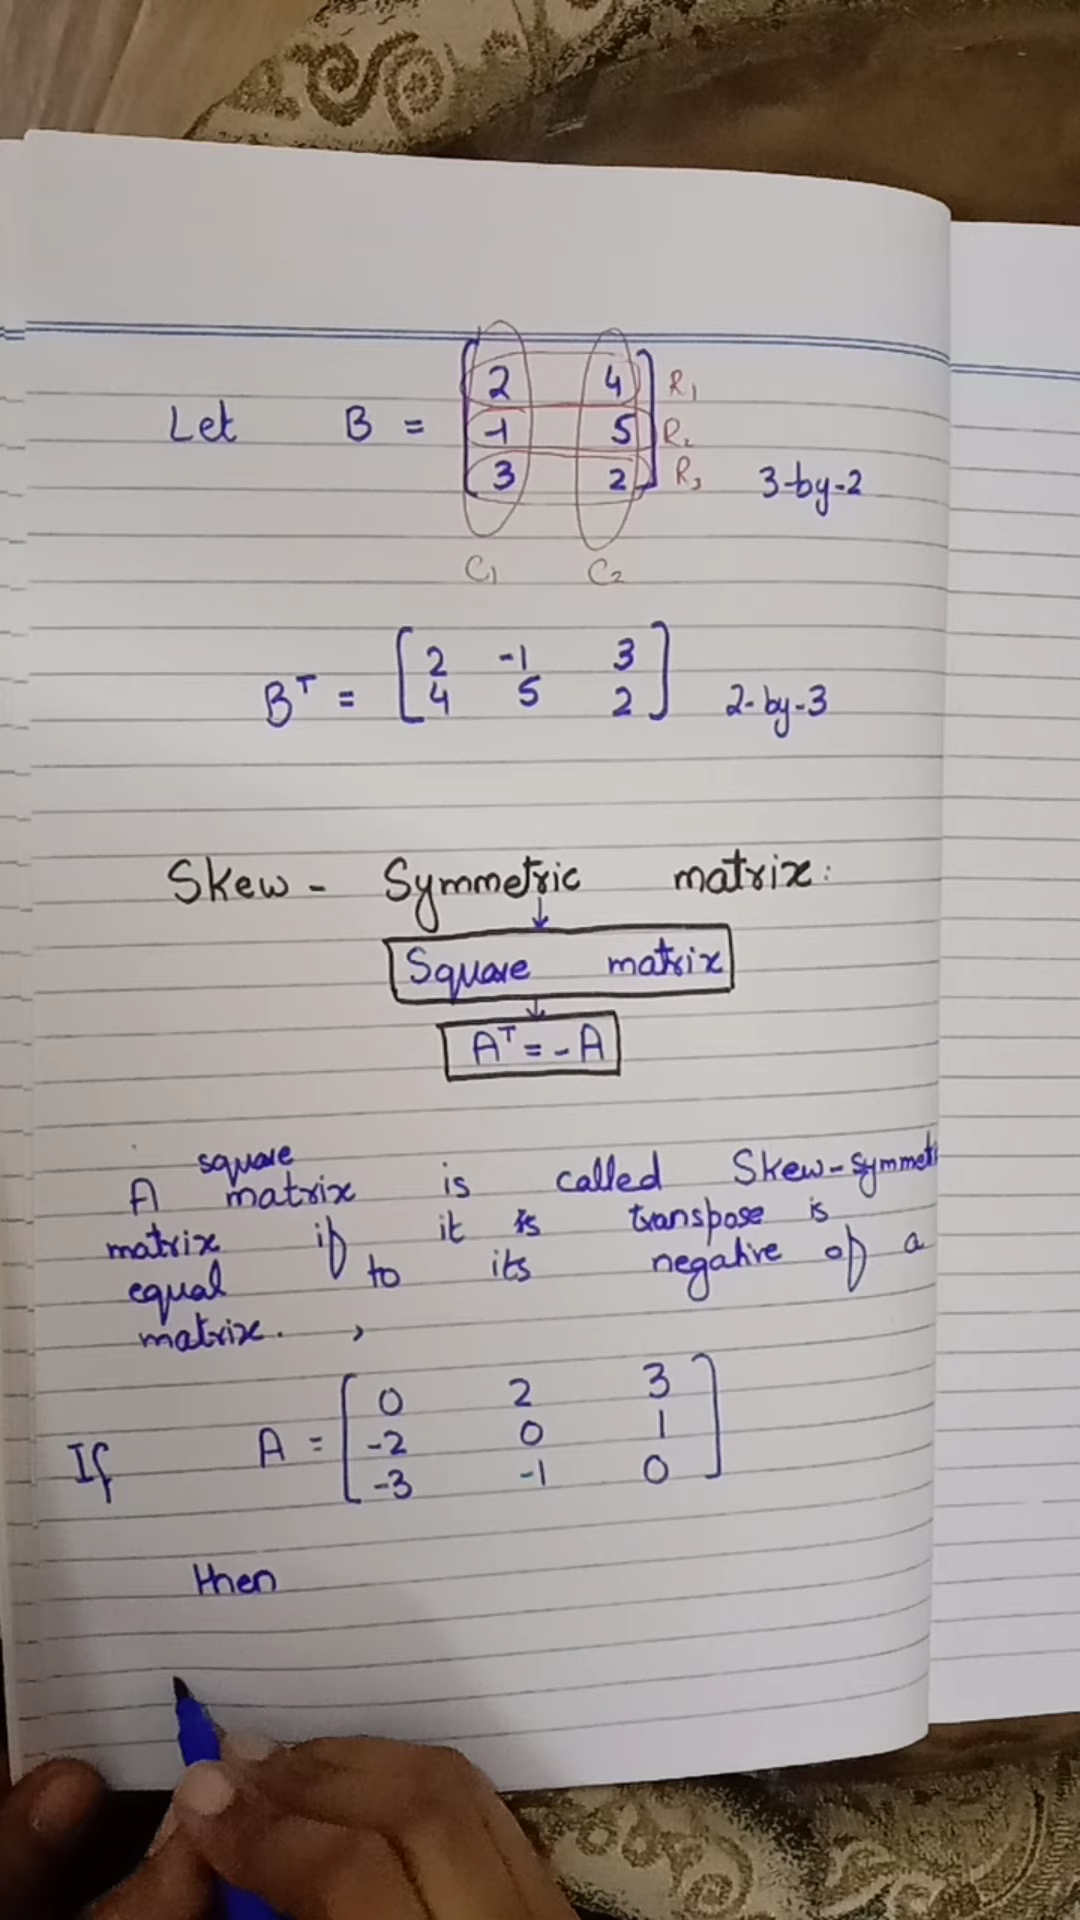 2 4 R₁
Let B = -1 5 R₂
3 2 R₃ 3-by-2
C₁ C₂
2 -1 3
Bᵀ = 4 5 2 2-by-3
Skew - Symmetric matrix:
Square matrix
Aᵀ = -A
square
A matrix is called Skew-symmet
matrix if it is transpose is
equal to its negative of a
matrix.
0 2 3
If A = -2 0 1
-3 -1 0
then